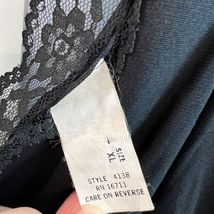 SIZE
XL
STYLE 4138
RN 16711
CARE ON REVERSE